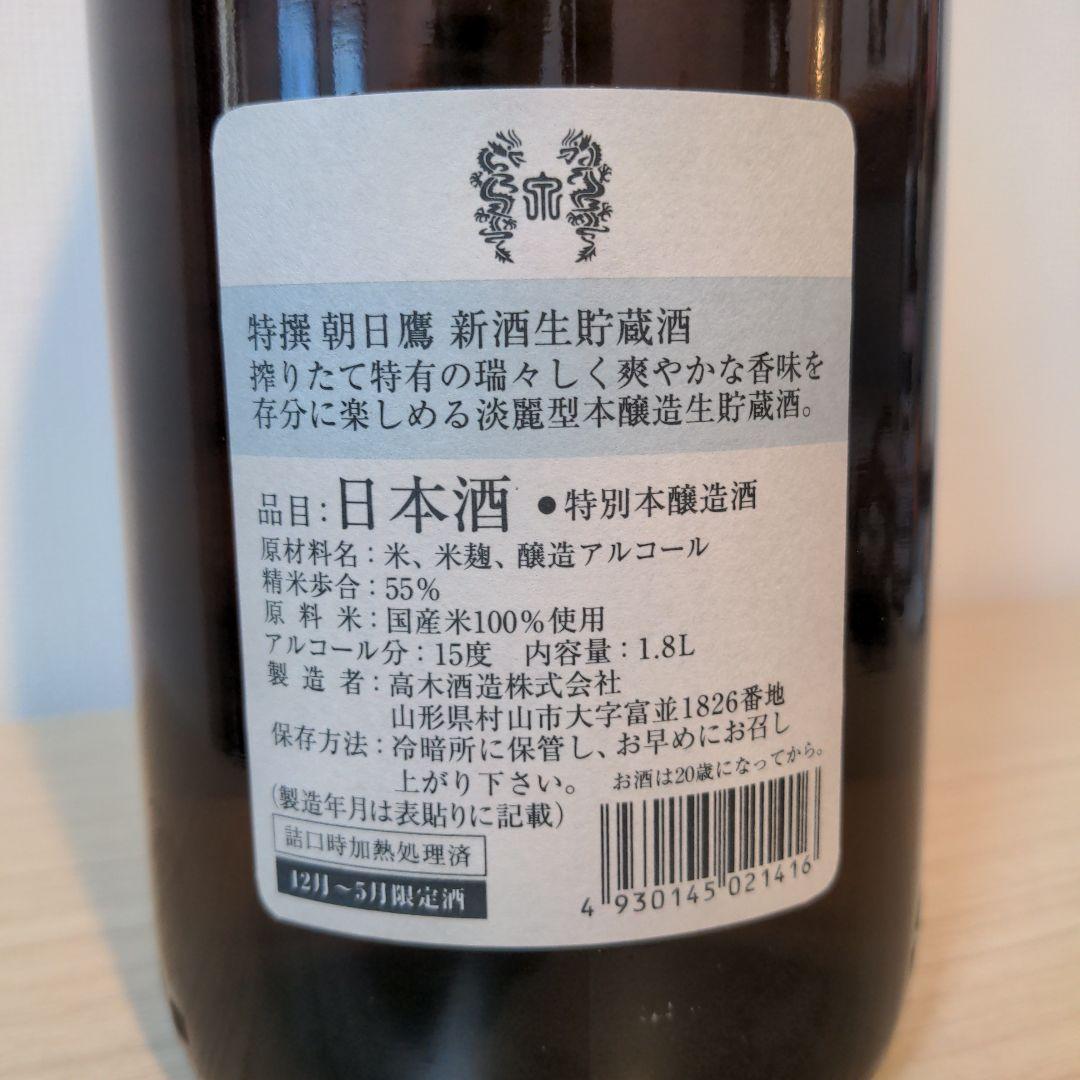 特撰 朝日鷹 新酒生貯蔵酒
搾りたて特有の瑞々しく爽やかな香味を
存分に楽しめる淡麗型本醸造生貯蔵酒。
品目:日本酒 ●特別本醸造酒
原材料名:米、米麹、醸造アルコール
精米歩合:55%
原料米:国産米100%使用
アルコール分:15度 内容量:1.8L
製造者:高木酒造株式会社
山形県村山市大字富並1826番地
保存方法:冷暗所に保管し、お早めにお召し
上がり下さい。 お酒は20歳になってから。
(製造年月は表貼りに記載)
詰口時加熱処理済
12月～5月限定酒
4 930145 021416